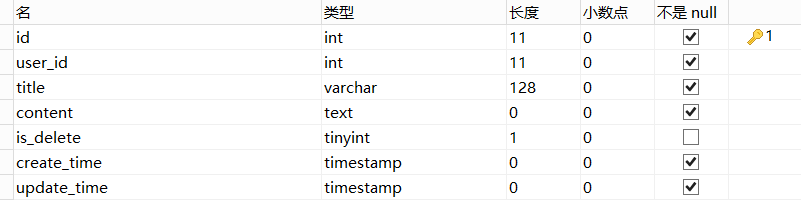 名 类型 长度 小数点 不是 null
id int 11 0 1
user_id int 11 0
title varchar 128 0
content text 0 0
is_delete tinyint 1 0
create_time timestamp 0 0
update_time timestamp 0 0